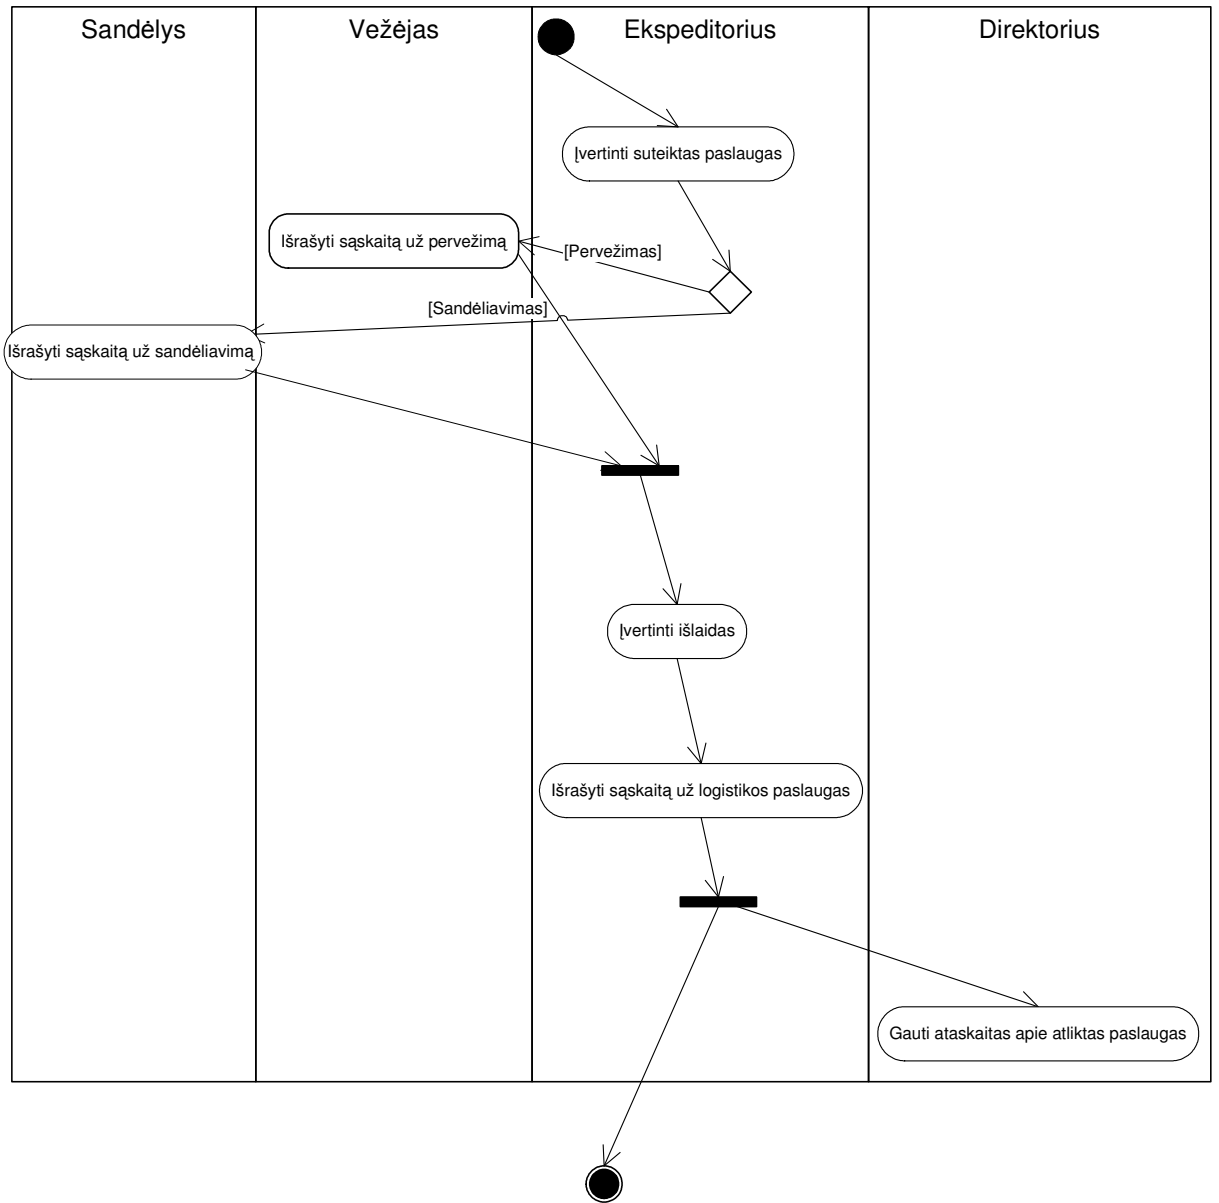 Sandėlys
Vežėjas
Ekspeditorius
Direktorius
Įvertinti suteiktas paslaugas
Išrašyti sąskaitą už pervežimą
[Pervežimas]
[Sandėliavimas]
Išrašyti sąskaitą už sandėliavimą
Įvertinti išlaidas
Išrašyti sąskaitą už logistikos paslaugas
Gauti ataskaitas apie atliktas paslaugas